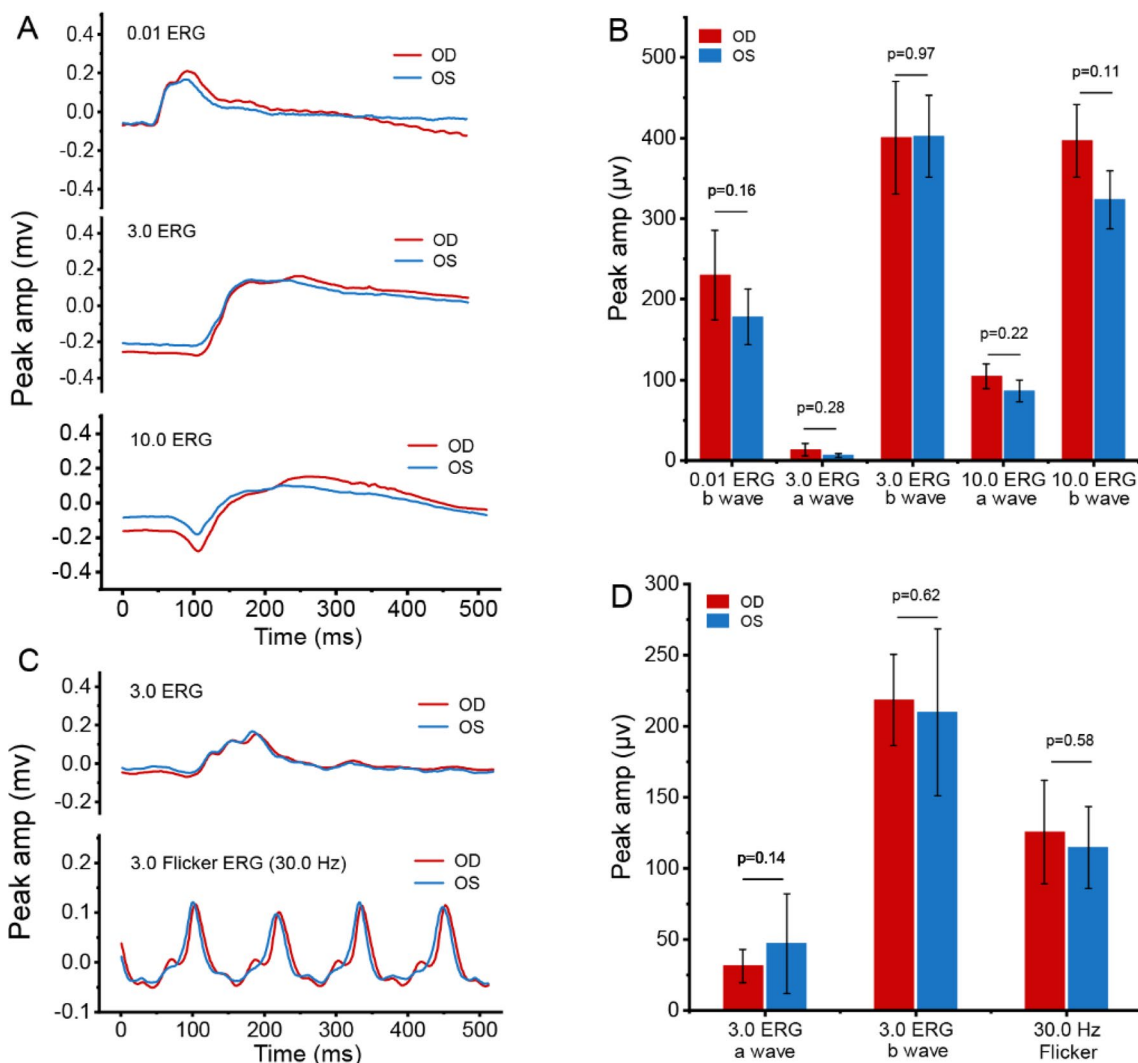 A
0.4
0.2
0.0
-0.2
-0.4
0.01 ERG
OD
OS
0.4
0.2
0.0
-0.2
-0.4
3.0 ERG
OD
OS
0.4
0.2
0.0
-0.2
-0.4
10.0 ERG
OD
OS
Peak amp (mv)
0 100 200 300 400 500
Time (ms)
B
OD
OS
500
400
300
200
100
0
Peak amp (μv)
p=0.16
p=0.28
p=0.97
p=0.22
p=0.11
0.01 ERG 3.0 ERG 3.0 ERG 10.0 ERG 10.0 ERG
b wave a wave b wave a wave b wave
C
0.4
0.2
0.0
-0.2
3.0 ERG
OD
OS
0.2
0.1
0.0
-0.1
3.0 Flicker ERG (30.0 Hz)
OD
OS
Peak amp (mv)
0 100 200 300 400 500
Time (ms)
D
OD
OS
300
250
200
150
100
50
0
Peak amp (μv)
p=0.14
p=0.62
p=0.58
3.0 ERG 3.0 ERG 30.0 Hz
a wave b wave Flicker